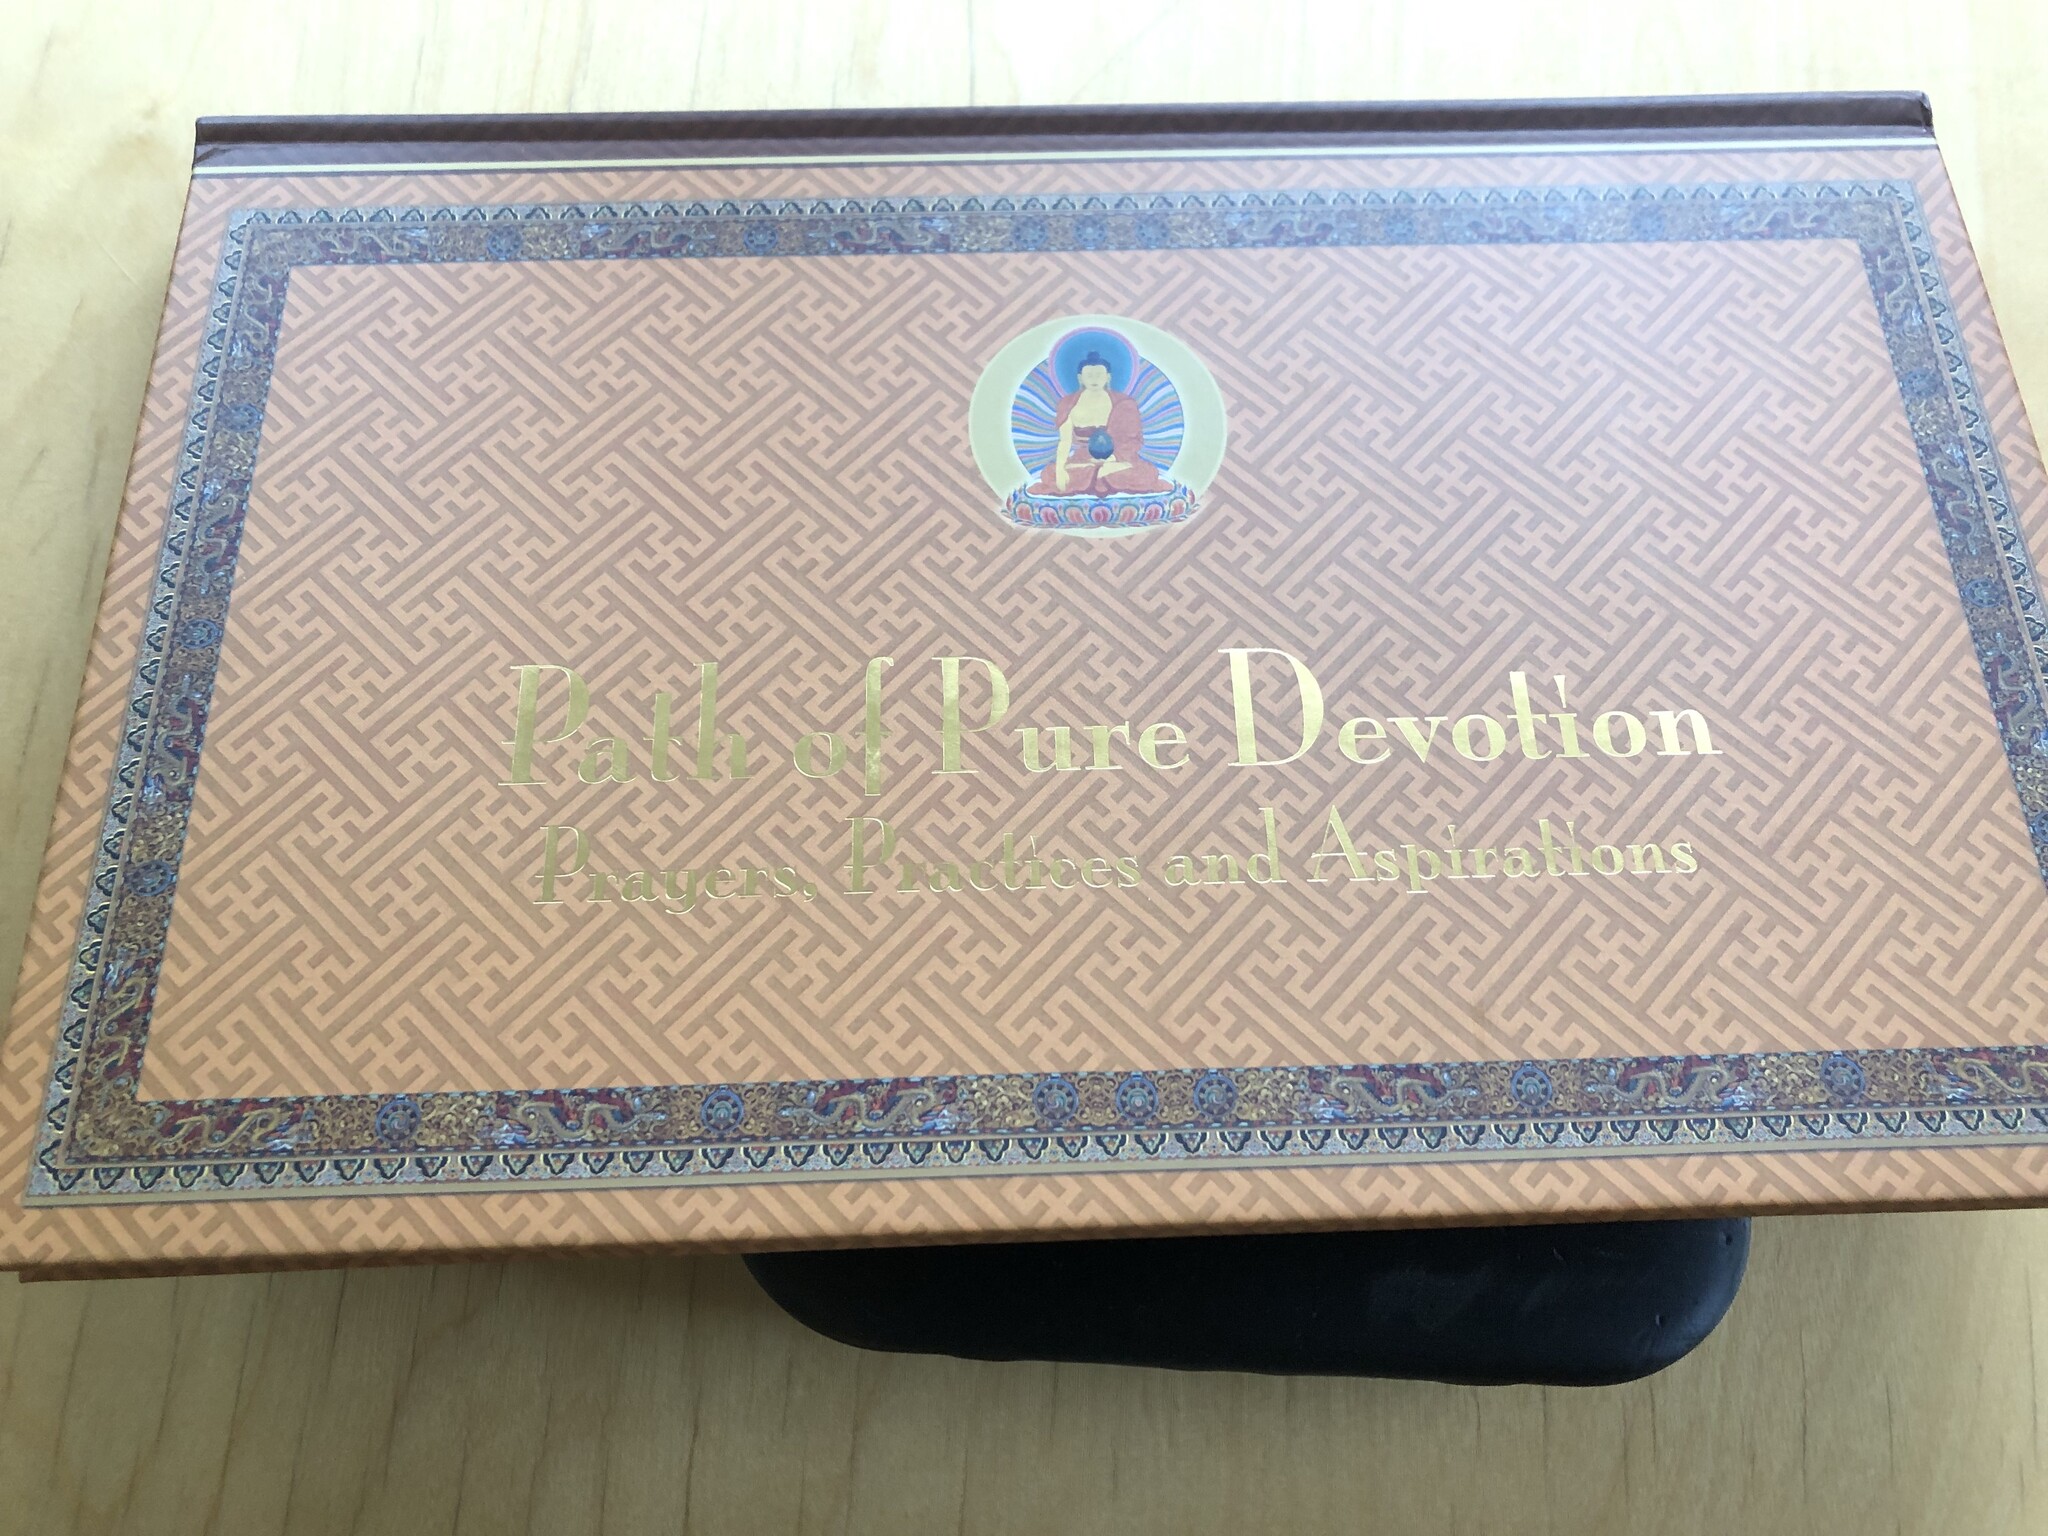 Path of Pure Devotion
Prayers, Practices and Aspirations